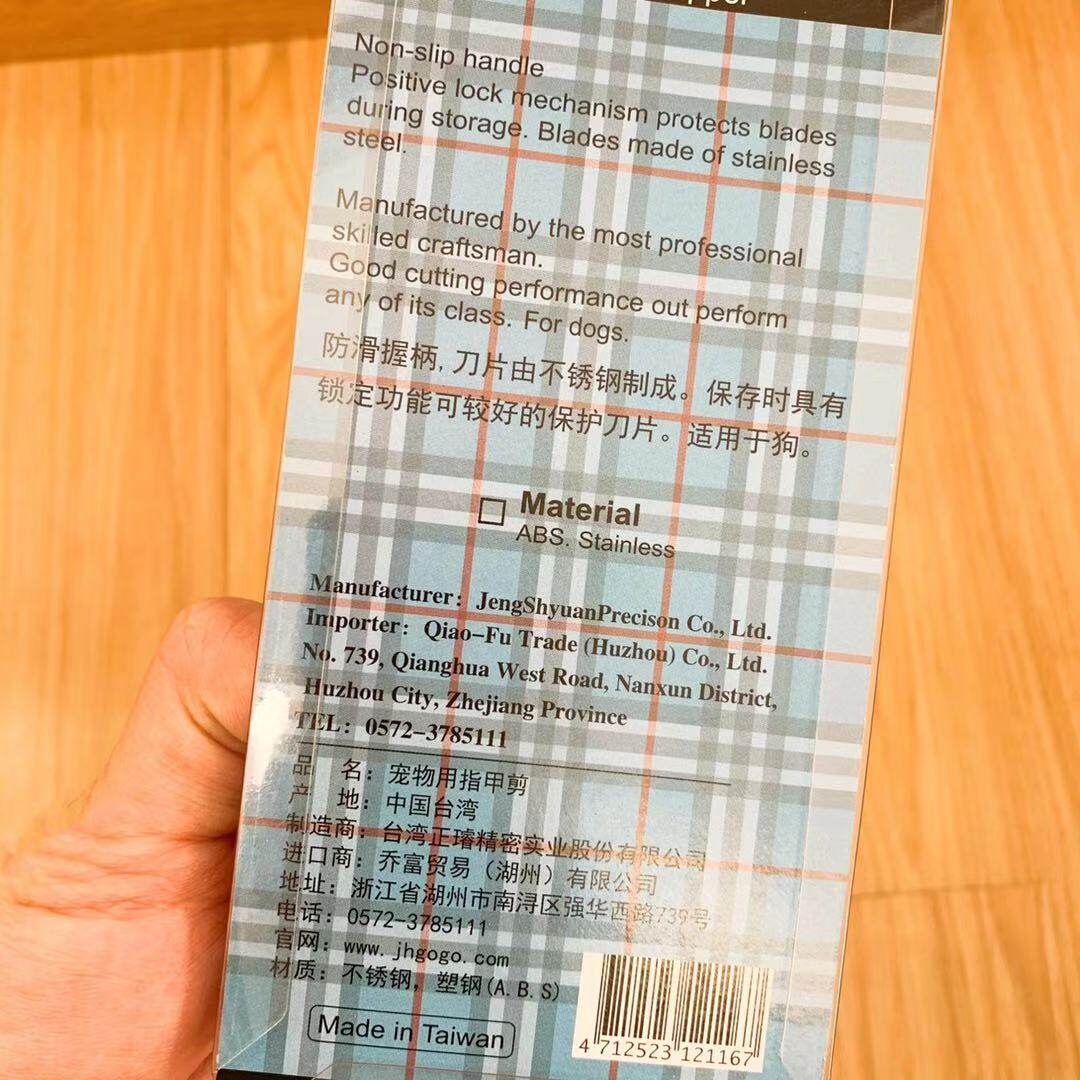 Non-slip handle
Positive lock mechanism protects blades
during storage. Blades made of stainless
steel.
Manufactured by the most professional
skilled craftsman.
Good cutting performance out perform
any of its class. For dogs.
防滑握柄,刀片由不锈钢制成。保存时具有
锁定功能可较好的保护刀片。适用于狗。
Material
ABS. Stainless
Manufacturer: JengShyuanPrecison Co., Ltd.
Importer: Qiao-Fu Trade (Huzhou) Co., Ltd.
No. 739, Qianghua West Road, Nanxun District,
Huzhou City, Zhejiang Province
TEL: 0572-3785111
品 名:宠物用指甲剪
产 地:中国台湾
制造商:台湾正璿精密实业股份有限公司
进口商:乔富贸易(湖州)有限公司
地址:浙江省湖州市南浔区强华西路739号
电话:0572-3785111
官网:www.jhgogo.com
材质:不锈钢,塑钢(A.B.S)
Made in Taiwan
4 712523 121167